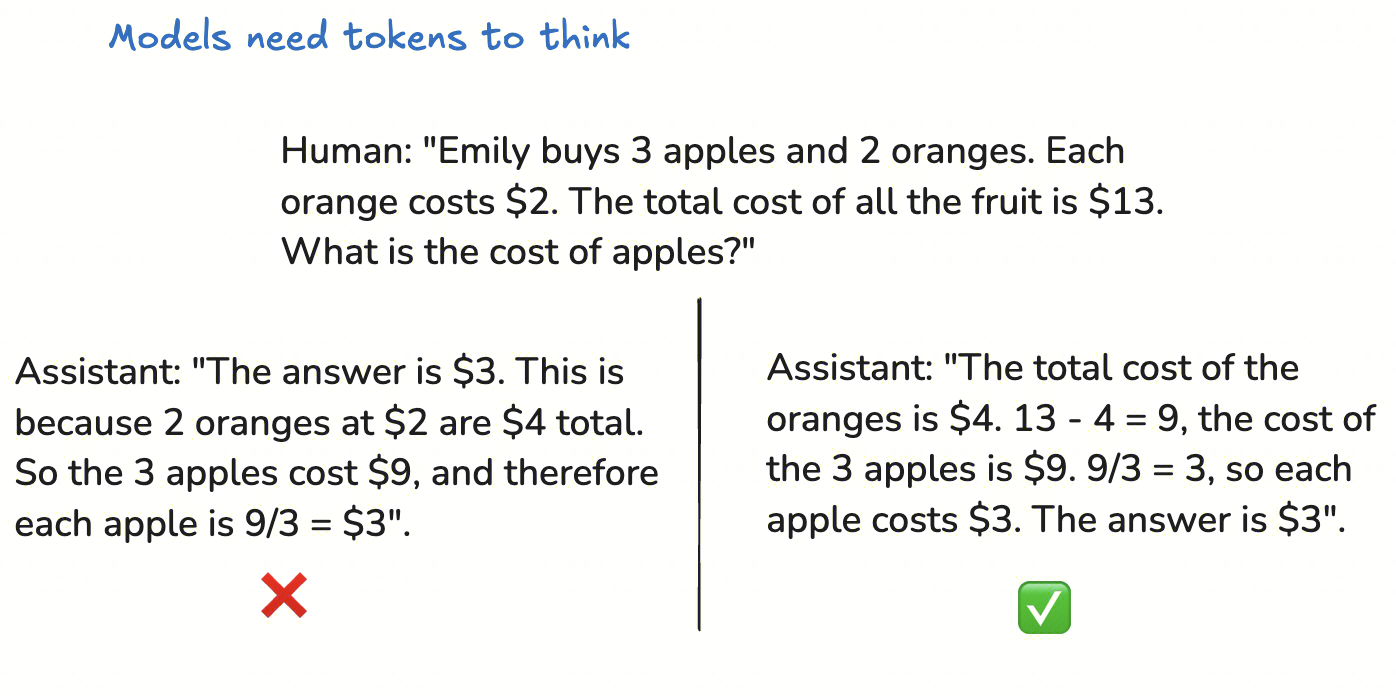 Models need tokens to think
Human: "Emily buys 3 apples and 2 oranges. Each
orange costs $2. The total cost of all the fruit is $13.
What is the cost of apples?"
Assistant: "The answer is $3. This is
because 2 oranges at $2 are $4 total.
So the 3 apples cost $9, and therefore
each apple is 9/3 = $3".
Assistant: "The total cost of the
oranges is $4. 13 - 4 = 9, the cost of
the 3 apples is $9. 9/3 = 3, so each
apple costs $3. The answer is $3".